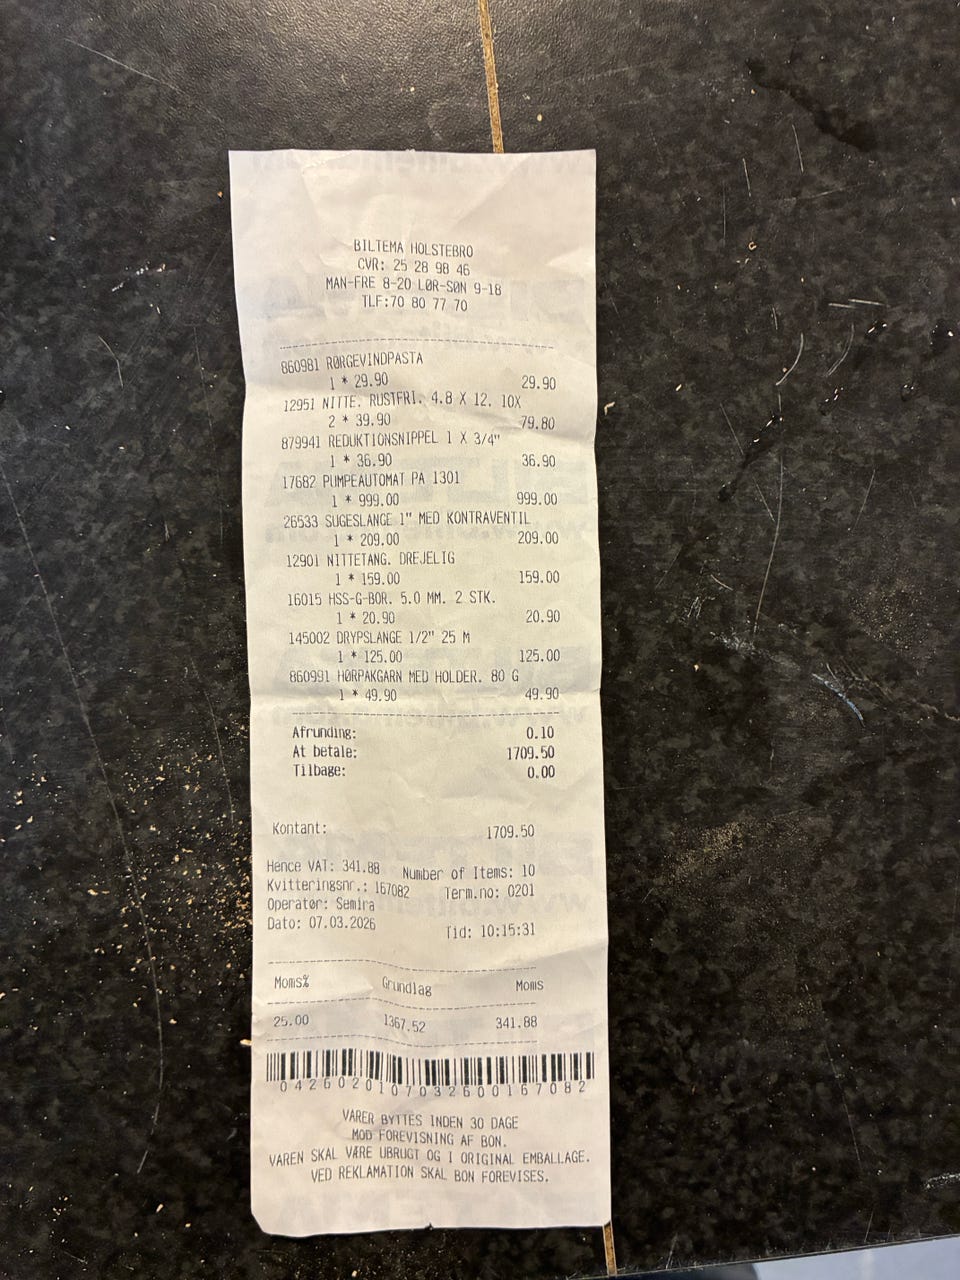 BILTEMA HOLSTEBRO
CVR: 25 28 98 46
MAN-FRE 8-20 LØR-SØN 9-18
TLF:70 80 77 70
860981 RØRGEVINDPASTA
1 * 29.90 29.90
12951 NITTE. RUSTFRI. 4.8 X 12. 10X
2 * 39.90 79.80
879941 REDUKTIONSNIPPEL 1 X 3/4"
1 * 36.90 36.90
17682 PUMPEAUTOMAT PA 1301
1 * 999.00 999.00
26533 SUGESLANGE 1" MED KONTRAVENTIL
1 * 209.00 209.00
12901 NITTETANG. DREJELIG
1 * 159.00 159.00
16015 HSS-G-BOR. 5.0 MM. 2 STK.
1 * 20.90 20.90
145002 DRYPSLANGE 1/2" 25 M
1 * 125.00 125.00
860991 HØRPAKGARN MED HOLDER. 80 G
1 * 49.90 49.90
Afrunding: 0.10
At betale: 1709.50
Tilbage: 0.00
Kontant: 1709.50
Hence VAT: 341.88 Number of Items: 10
Kvitteringsnr.: 167082 Term.no: 0201
Operatør: Semira
Dato: 07.03.2026 Tid: 10:15:31
Moms% Grundlag Moms
25.00 1367.52 341.88
0426020107032600167082
VARER BYTTES INDEN 30 DAGE
MOD FOREVISNING AF BON.
VAREN SKAL VÆRE UBRUGT OG I ORIGINAL EMBALLAGE.
VED REKLAMATION SKAL BON FOREVISES.